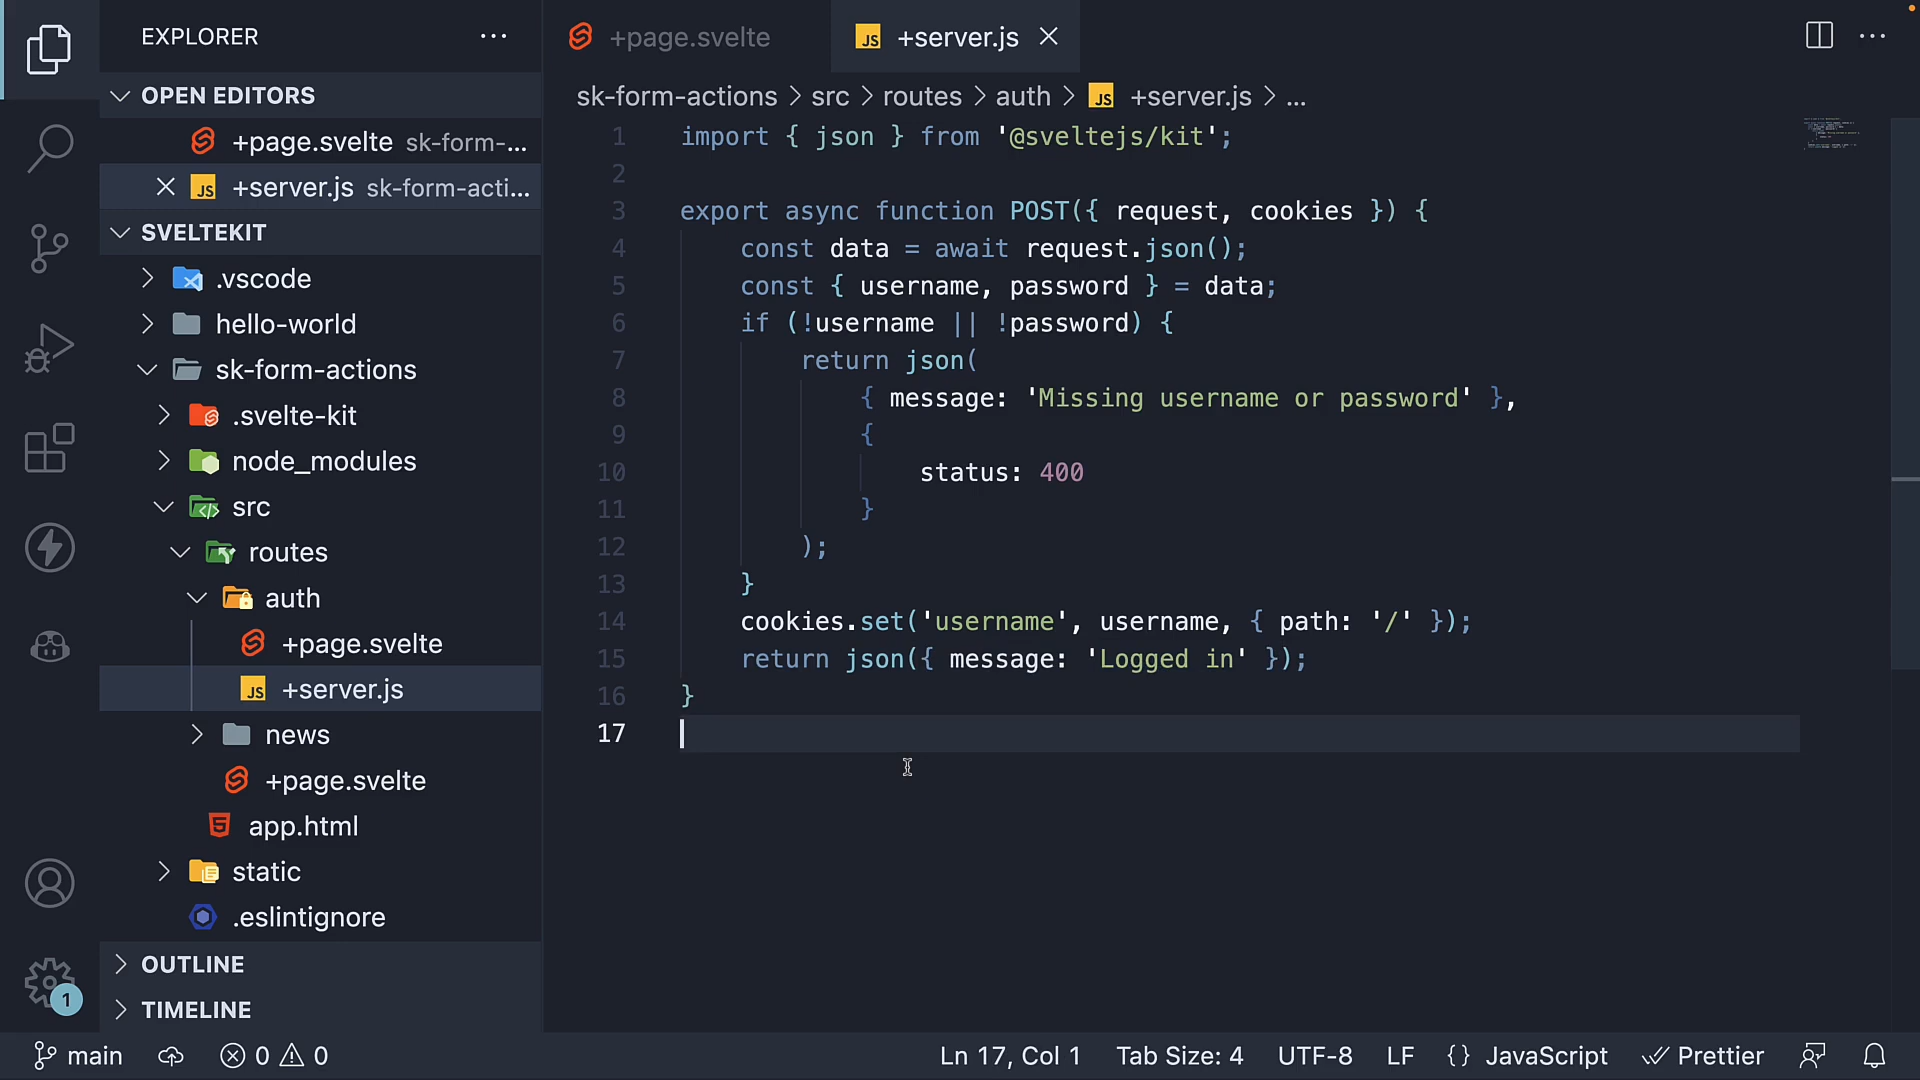 EXPLORER
OPEN EDITORS
+page.svelte sk-form-...
JS +server.js sk-form-acti...
SVELTEKIT
.vscode
hello-world
sk-form-actions
.svelte-kit
node_modules
src
routes
auth
+page.svelte
JS +server.js
news
+page.svelte
app.html
static
.eslintignore
OUTLINE
TIMELINE
1
+page.svelte
JS +server.js
sk-form-actions > src > routes > auth > JS +server.js > ...
1 import { json } from '@sveltejs/kit';
2
3 export async function POST({ request, cookies }) {
4 const data = await request.json();
5 const { username, password } = data;
6 if (!username || !password) {
7 return json(
8 { message: 'Missing username or password' },
9 {
10 status: 400
11 }
12 );
13 }
14 cookies.set('username', username, { path: '/' });
15 return json({ message: 'Logged in' });
16 }
17
main 0 0 Ln 17, Col 1 Tab Size: 4 UTF-8 LF {} JavaScript Prettier